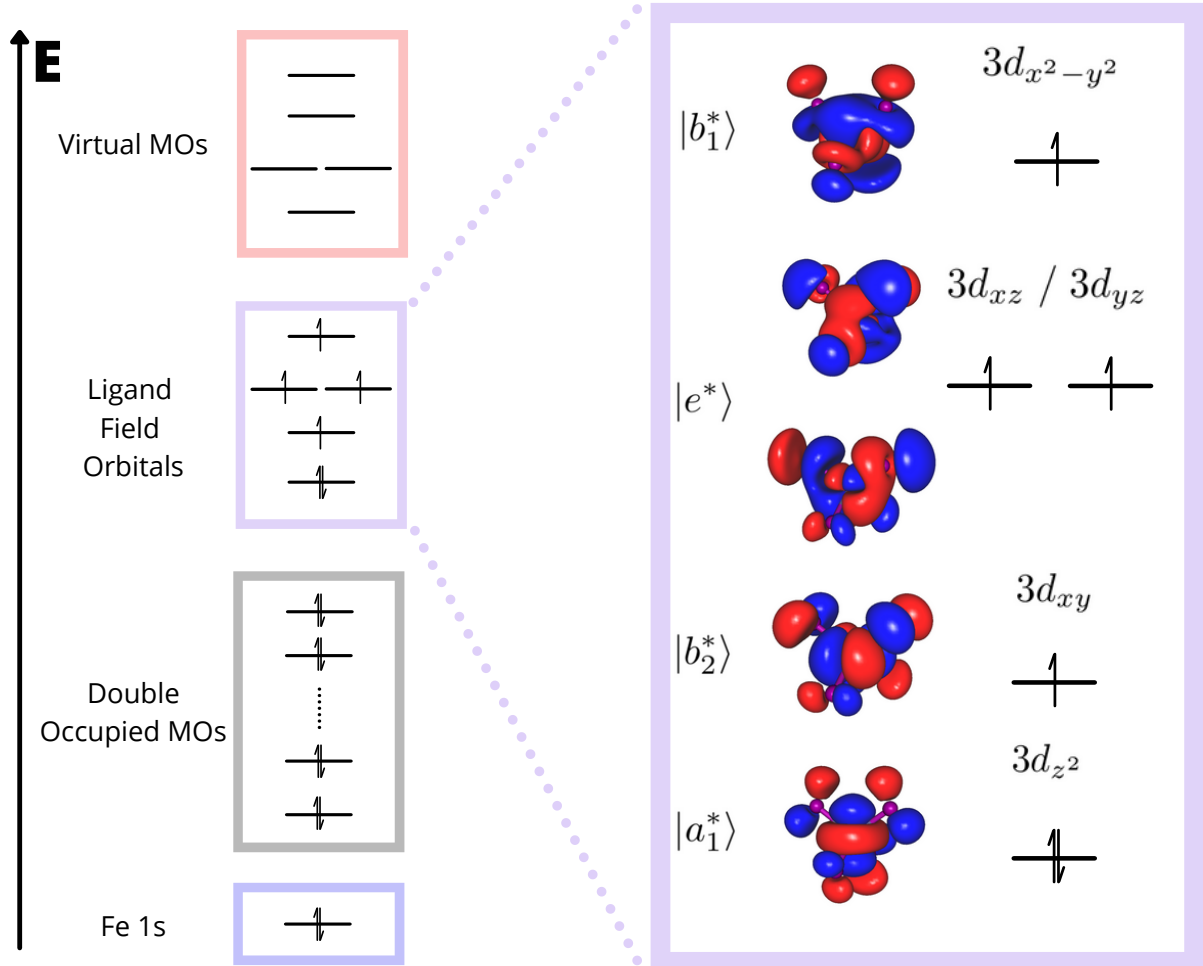 E
Virtual MOs
Ligand
Field
Orbitals
Double
Occupied MOs
Fe 1s
|b₁*⟩
3d_{x²−y²}
|e*⟩
3d_{xz} / 3d_{yz}
|b₂*⟩
3d_{xy}
|a₁*⟩
3d_{z²}